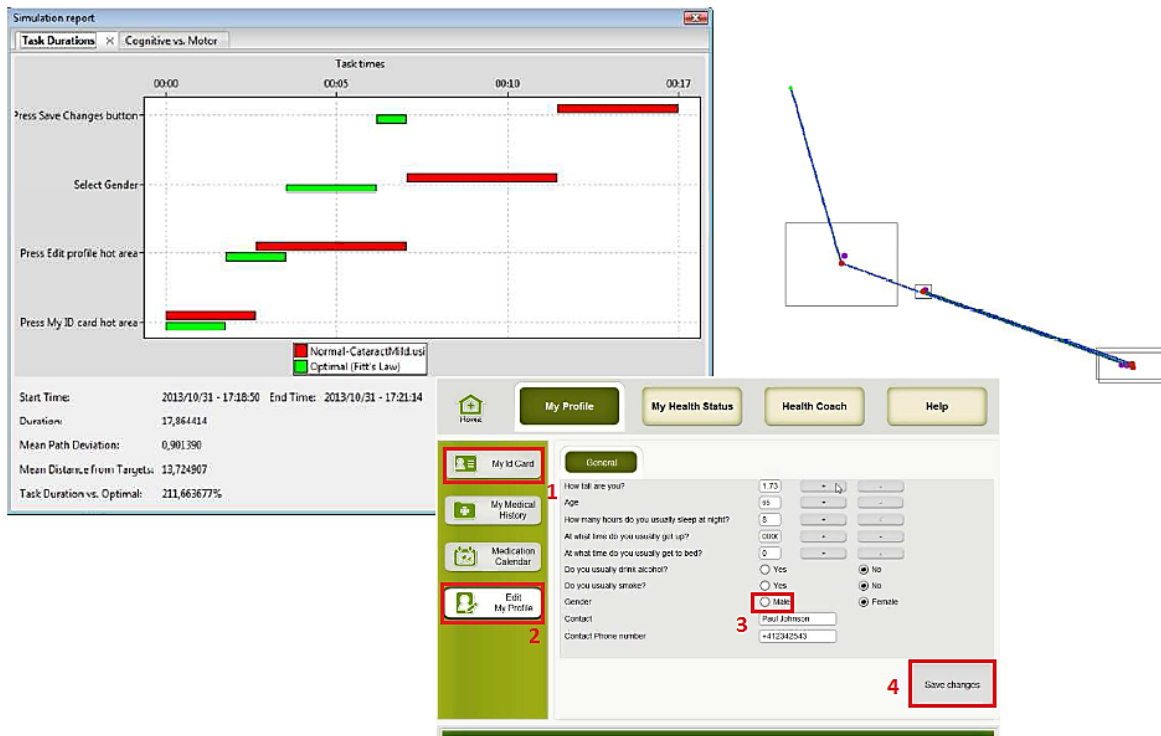 Simulation report
Task Durations Cognitive vs. Motor
Task times
00:00 00:05 00:10 00:17
Press Save Changes button
Select Gender
Press Edit profile hot area
Press My ID card hot area
Normal-CataractMild.usi
Optimal (Fitt's Law)
Start Time: 2013/10/31 - 17:18:50 End Time: 2013/10/31 - 17:21:14
Duration: 17,864414
Mean Path Deviation: 0,901390
Mean Distance from Targets: 13,724907
Task Duration vs. Optimal: 211,663677%
Home
My Profile
My Health Status
Health Coach
Help
My Id Card
1
My Medical
History
Medication
Calendar
Edit
My Profile
2
General
How tall are you? 1.73 + -
Age + -
How many hours do you usually sleep at night? 8 + -
At what time do you usually get up? + -
At what time do you usually get to bed? 0 + -
Do you usually drink alcohol? Yes No
Do you usually smoke? Yes No
Gender Male Female
3
Contact Paul Johnson
Contact Phone number +412342543
4
Save changes